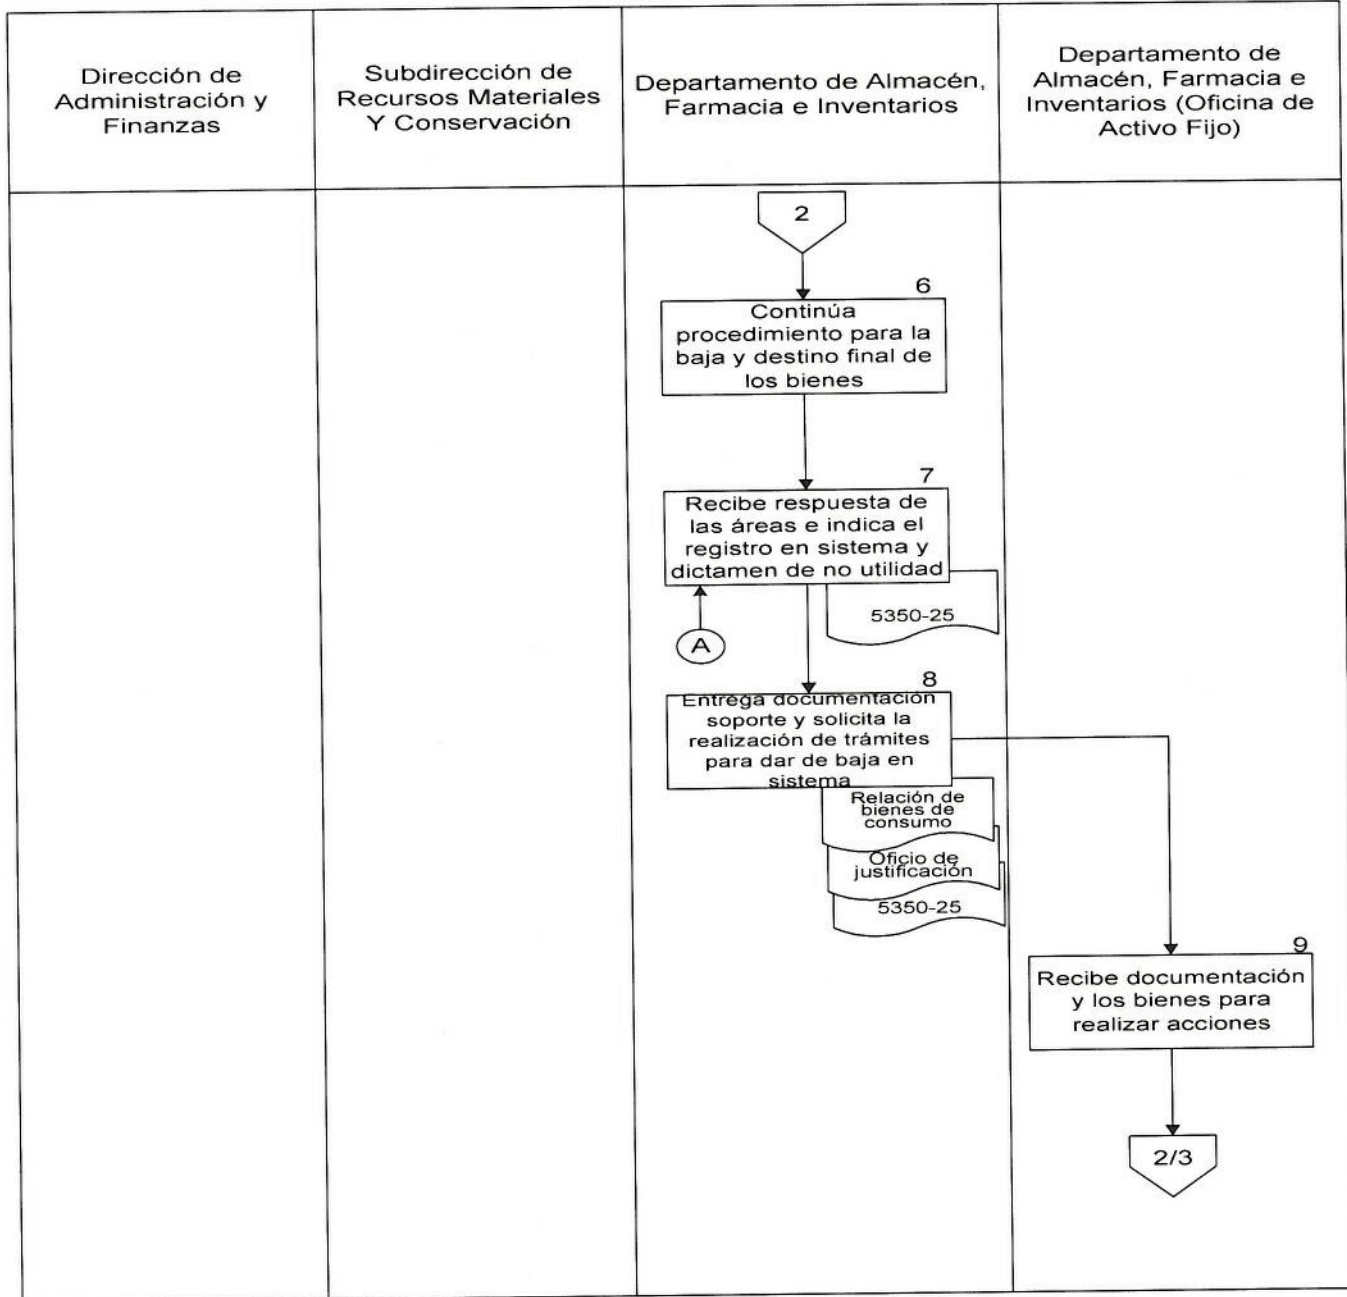 Dirección de
Administración y
Finanzas
Subdirección de
Recursos Materiales
Y Conservación
Departamento de Almacén,
Farmacia e Inventarios
Departamento de
Almacén, Farmacia e
Inventarios (Oficina de
Activo Fijo)
2
6
Continúa
procedimiento para la
baja y destino final de
los bienes
7
Recibe respuesta de
las áreas e indica el
registro en sistema y
dictamen de no utilidad
5350-25
A
8
Entrega documentación
soporte y solicita la
realización de trámites
para dar de baja en
sistema
Relación de
bienes de
consumo
Oficio de
justificación
5350-25
9
Recibe documentación
y los bienes para
realizar acciones
2/3